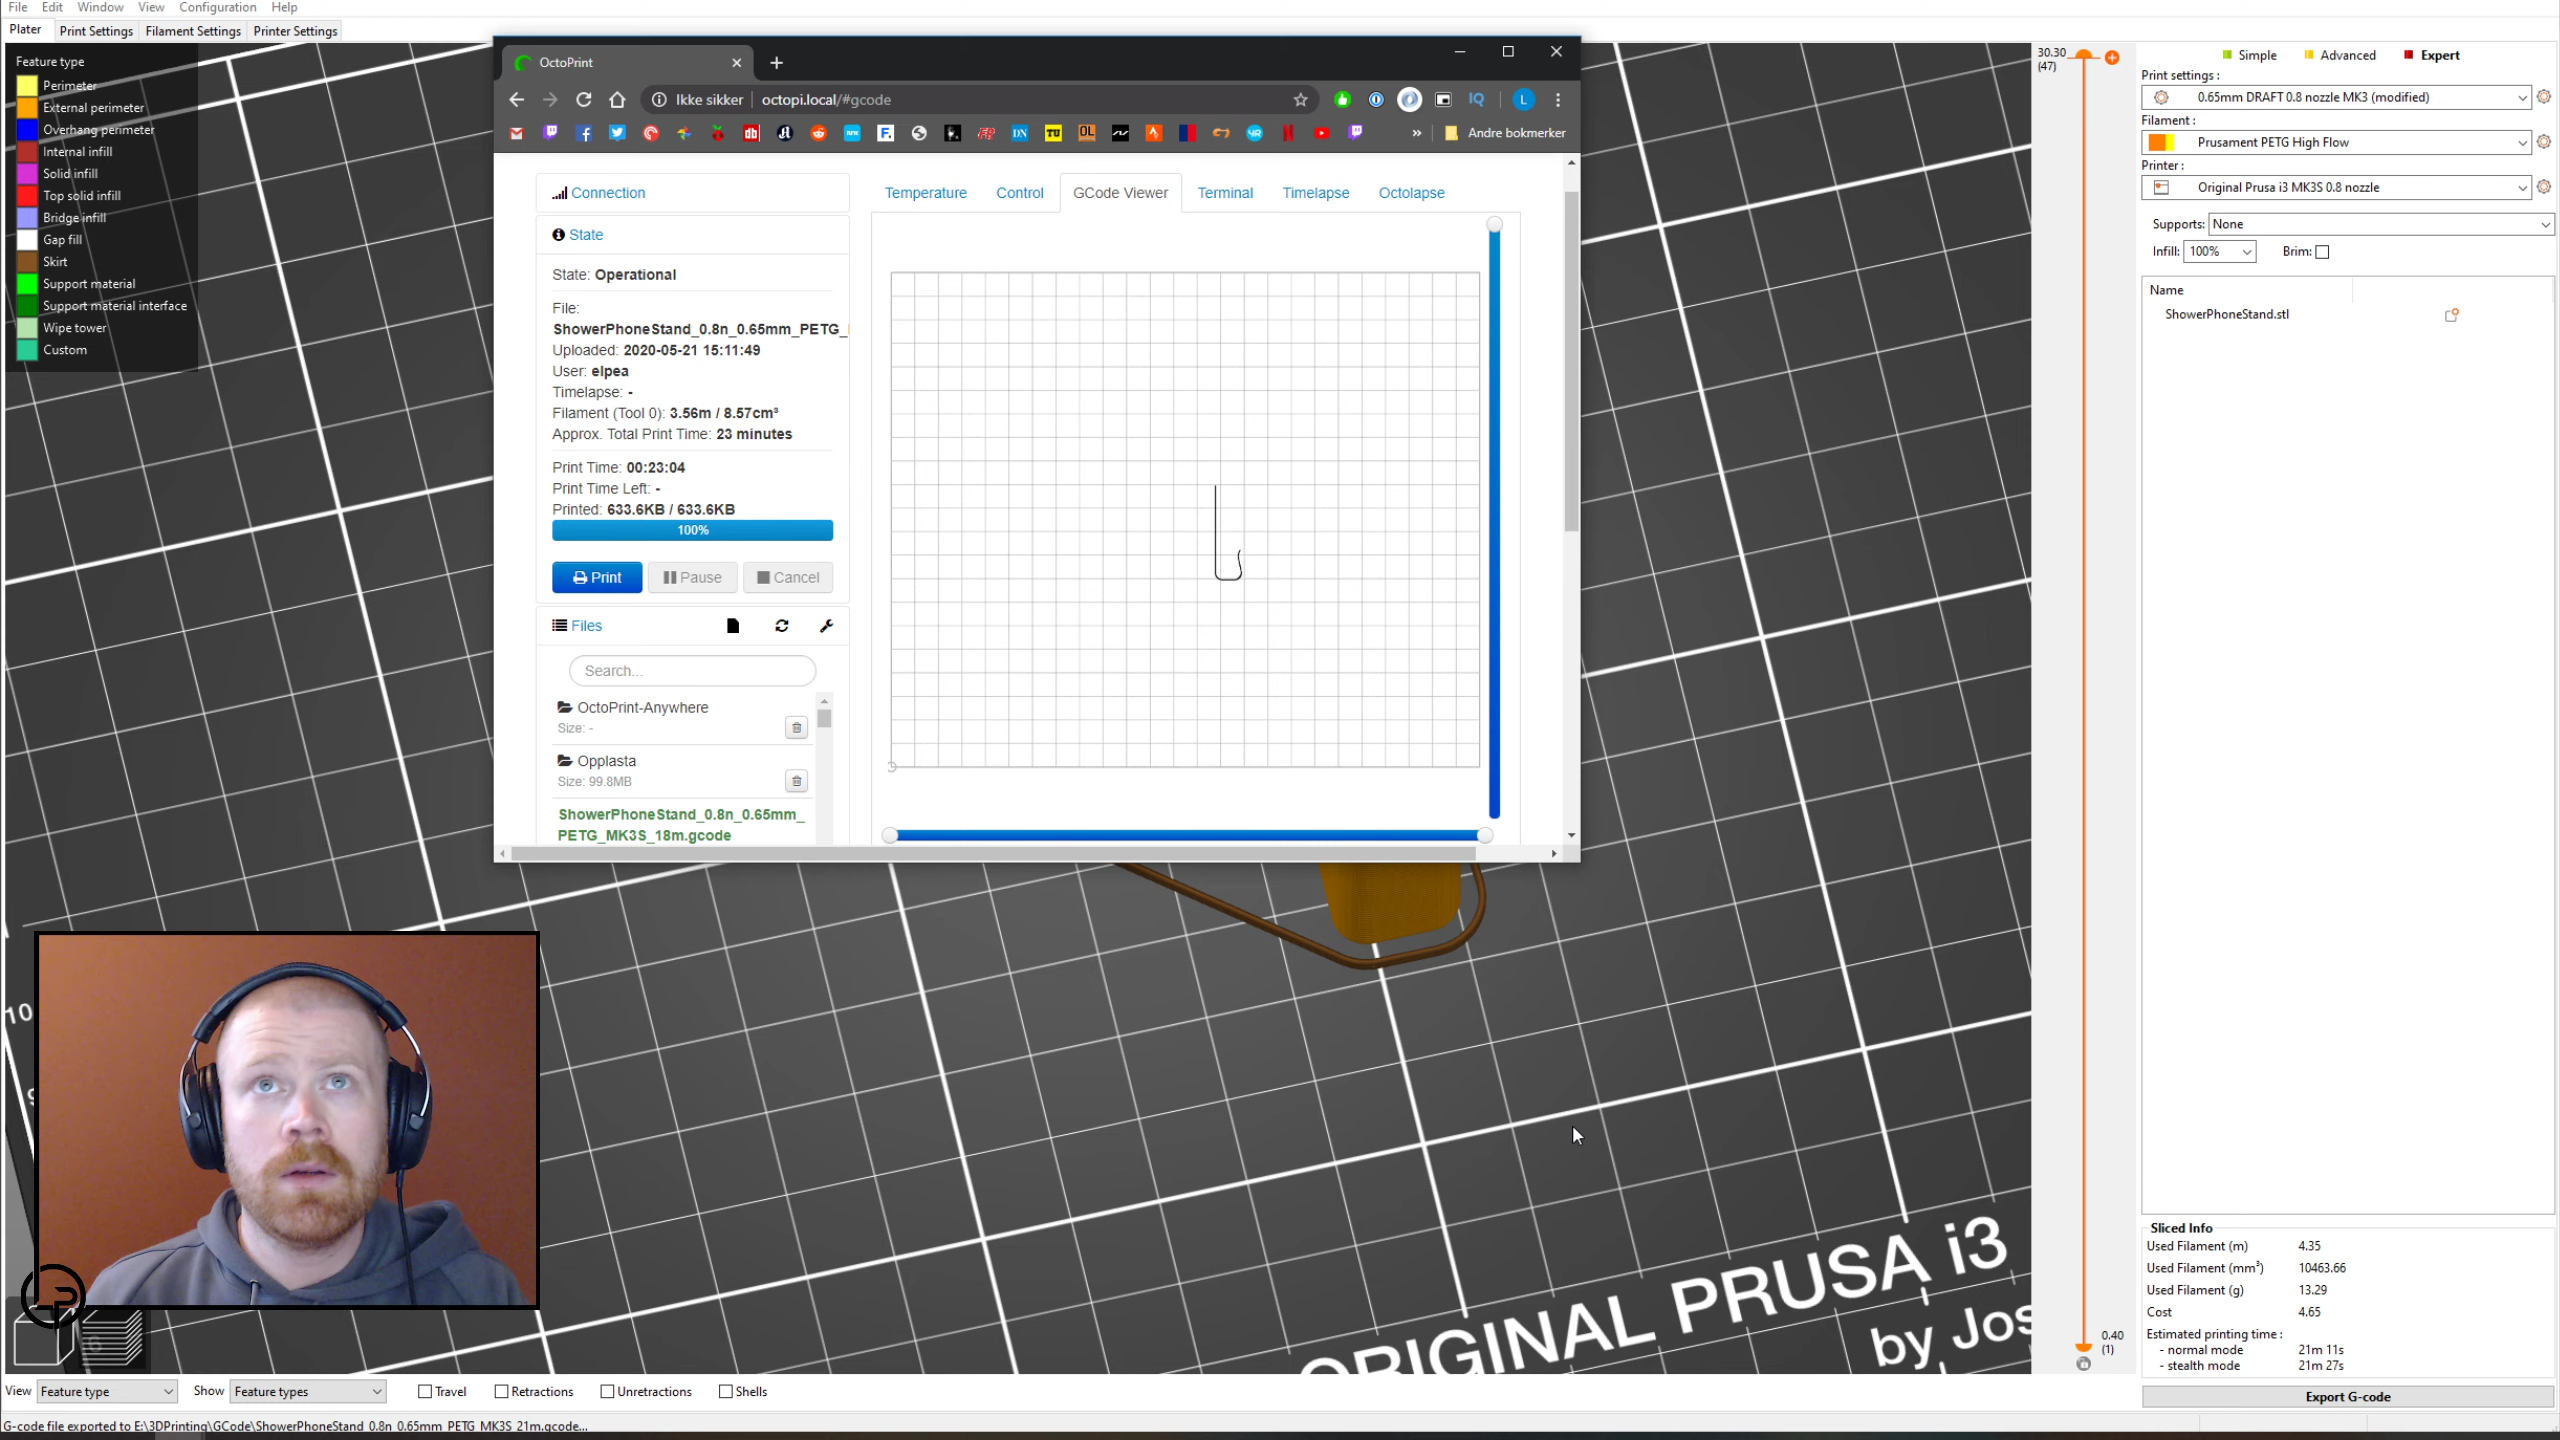 File Edit Window View Configuration Help
Plater Print Settings Filament Settings Printer Settings
Feature type
Perimeter
External perimeter
Overhang perimeter
Internal infill
Solid infill
Top solid infill
Bridge infill
Gap fill
Skirt
Support material
Support material interface
Wipe tower
Custom
OctoPrint
Ikke sikker octopi.local/#gcode
Andre bokmerker
Connection
State
State: Operational
File:
ShowerPhoneStand_0.8n_0.65mm_PETG_
Uploaded: 2020-05-21 15:11:49
User: elpea
Timelapse: -
Filament (Tool 0): 3.56m / 8.57cm³
Approx. Total Print Time: 23 minutes
Print Time: 00:23:04
Print Time Left: -
Printed: 633.6KB / 633.6KB
100%
Print Pause Cancel
Files
Search...
OctoPrint-Anywhere
Size: -
Opplasta
Size: 99.8MB
ShowerPhoneStand_0.8n_0.65mm_
PETG_MK3S_18m.gcode
Temperature Control GCode Viewer Terminal Timelapse Octolapse
30.30
(47)
Simple Advanced Expert
Print settings :
0.65mm DRAFT 0.8 nozzle MK3 (modified)
Filament :
Prusament PETG High Flow
Printer :
Original Prusa i3 MK3S 0.8 nozzle
Supports: None
Infill: 100% Brim:
Name
ShowerPhoneStand.stl
ORIGINAL PRUSA i3
by Jos
0.40
(1)
Sliced Info
Used Filament (m) 4.35
Used Filament (mm³) 10463.66
Used Filament (g) 13.29
Cost 4.65
Estimated printing time :
- normal mode 21m 11s
- stealth mode 21m 27s
Export G-code
View Feature type Show Feature types Travel Retractions Unretractions Shells
G-code file exported to E:\3DPrinting\GCode\ShowerPhoneStand_0.8n_0.65mm_PETG_MK3S_21m.gcode...